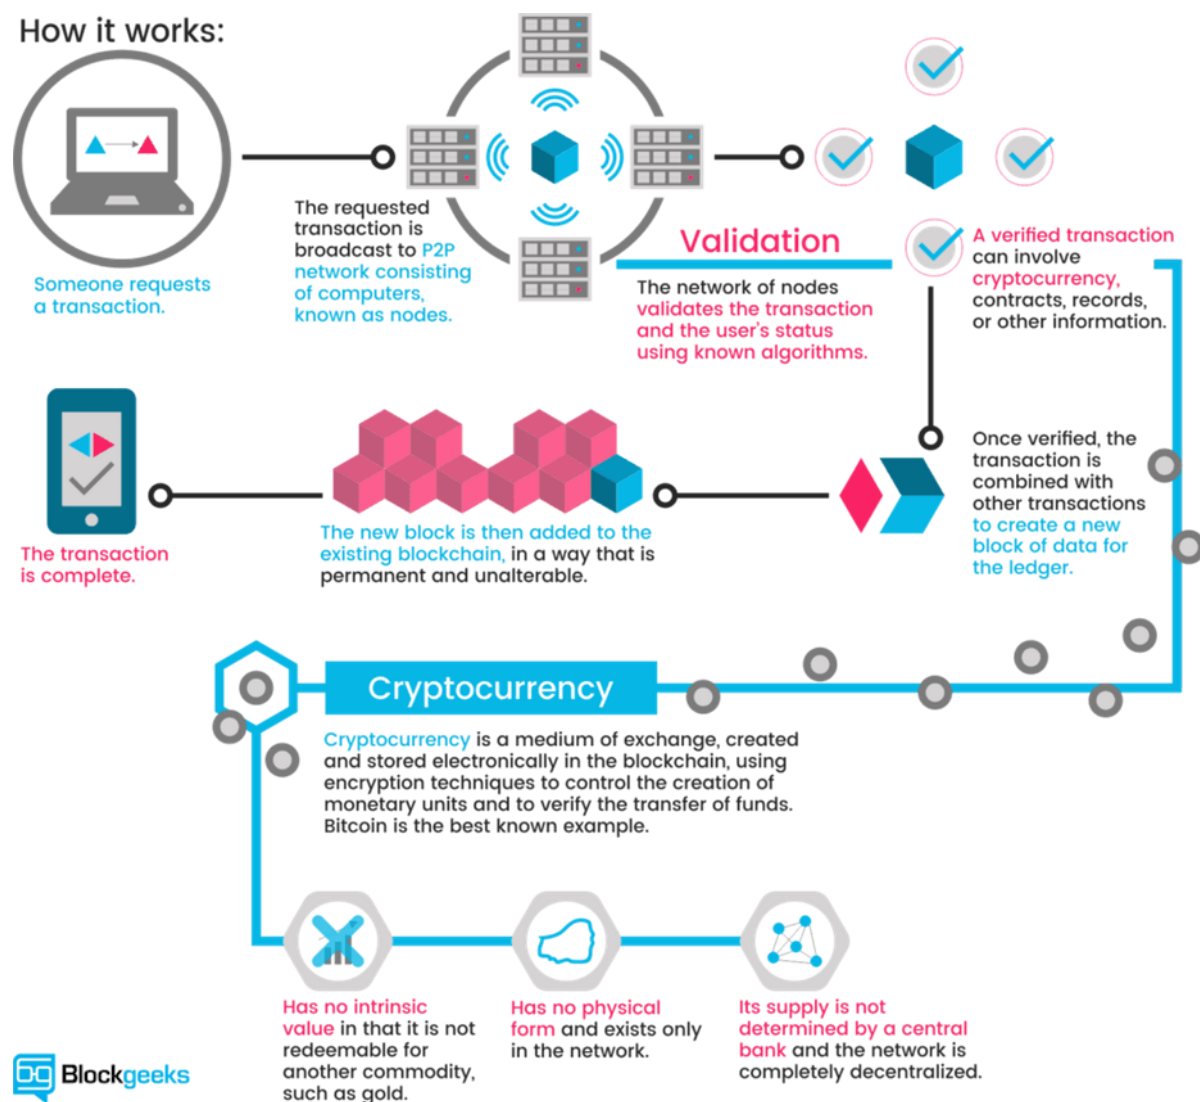 How it works:
Someone requests
a transaction.
The requested
transaction is
broadcast to P2P
network consisting
of computers,
known as nodes.
Validation
The network of nodes
validates the transaction
and the user's status
using known algorithms.
A verified transaction
can involve
cryptocurrency,
contracts, records,
or other information.
Once verified, the
transaction is
combined with
other transactions
to create a new
block of data for
the ledger.
The new block is then added to the
existing blockchain, in a way that is
permanent and unalterable.
The transaction
is complete.
Cryptocurrency
Cryptocurrency is a medium of exchange, created
and stored electronically in the blockchain, using
encryption techniques to control the creation of
monetary units and to verify the transfer of funds.
Bitcoin is the best known example.
Has no intrinsic
value in that it is not
redeemable for
another commodity,
such as gold.
Has no physical
form and exists only
in the network.
Its supply is not
determined by a central
bank and the network is
completely decentralized.
Blockgeeks